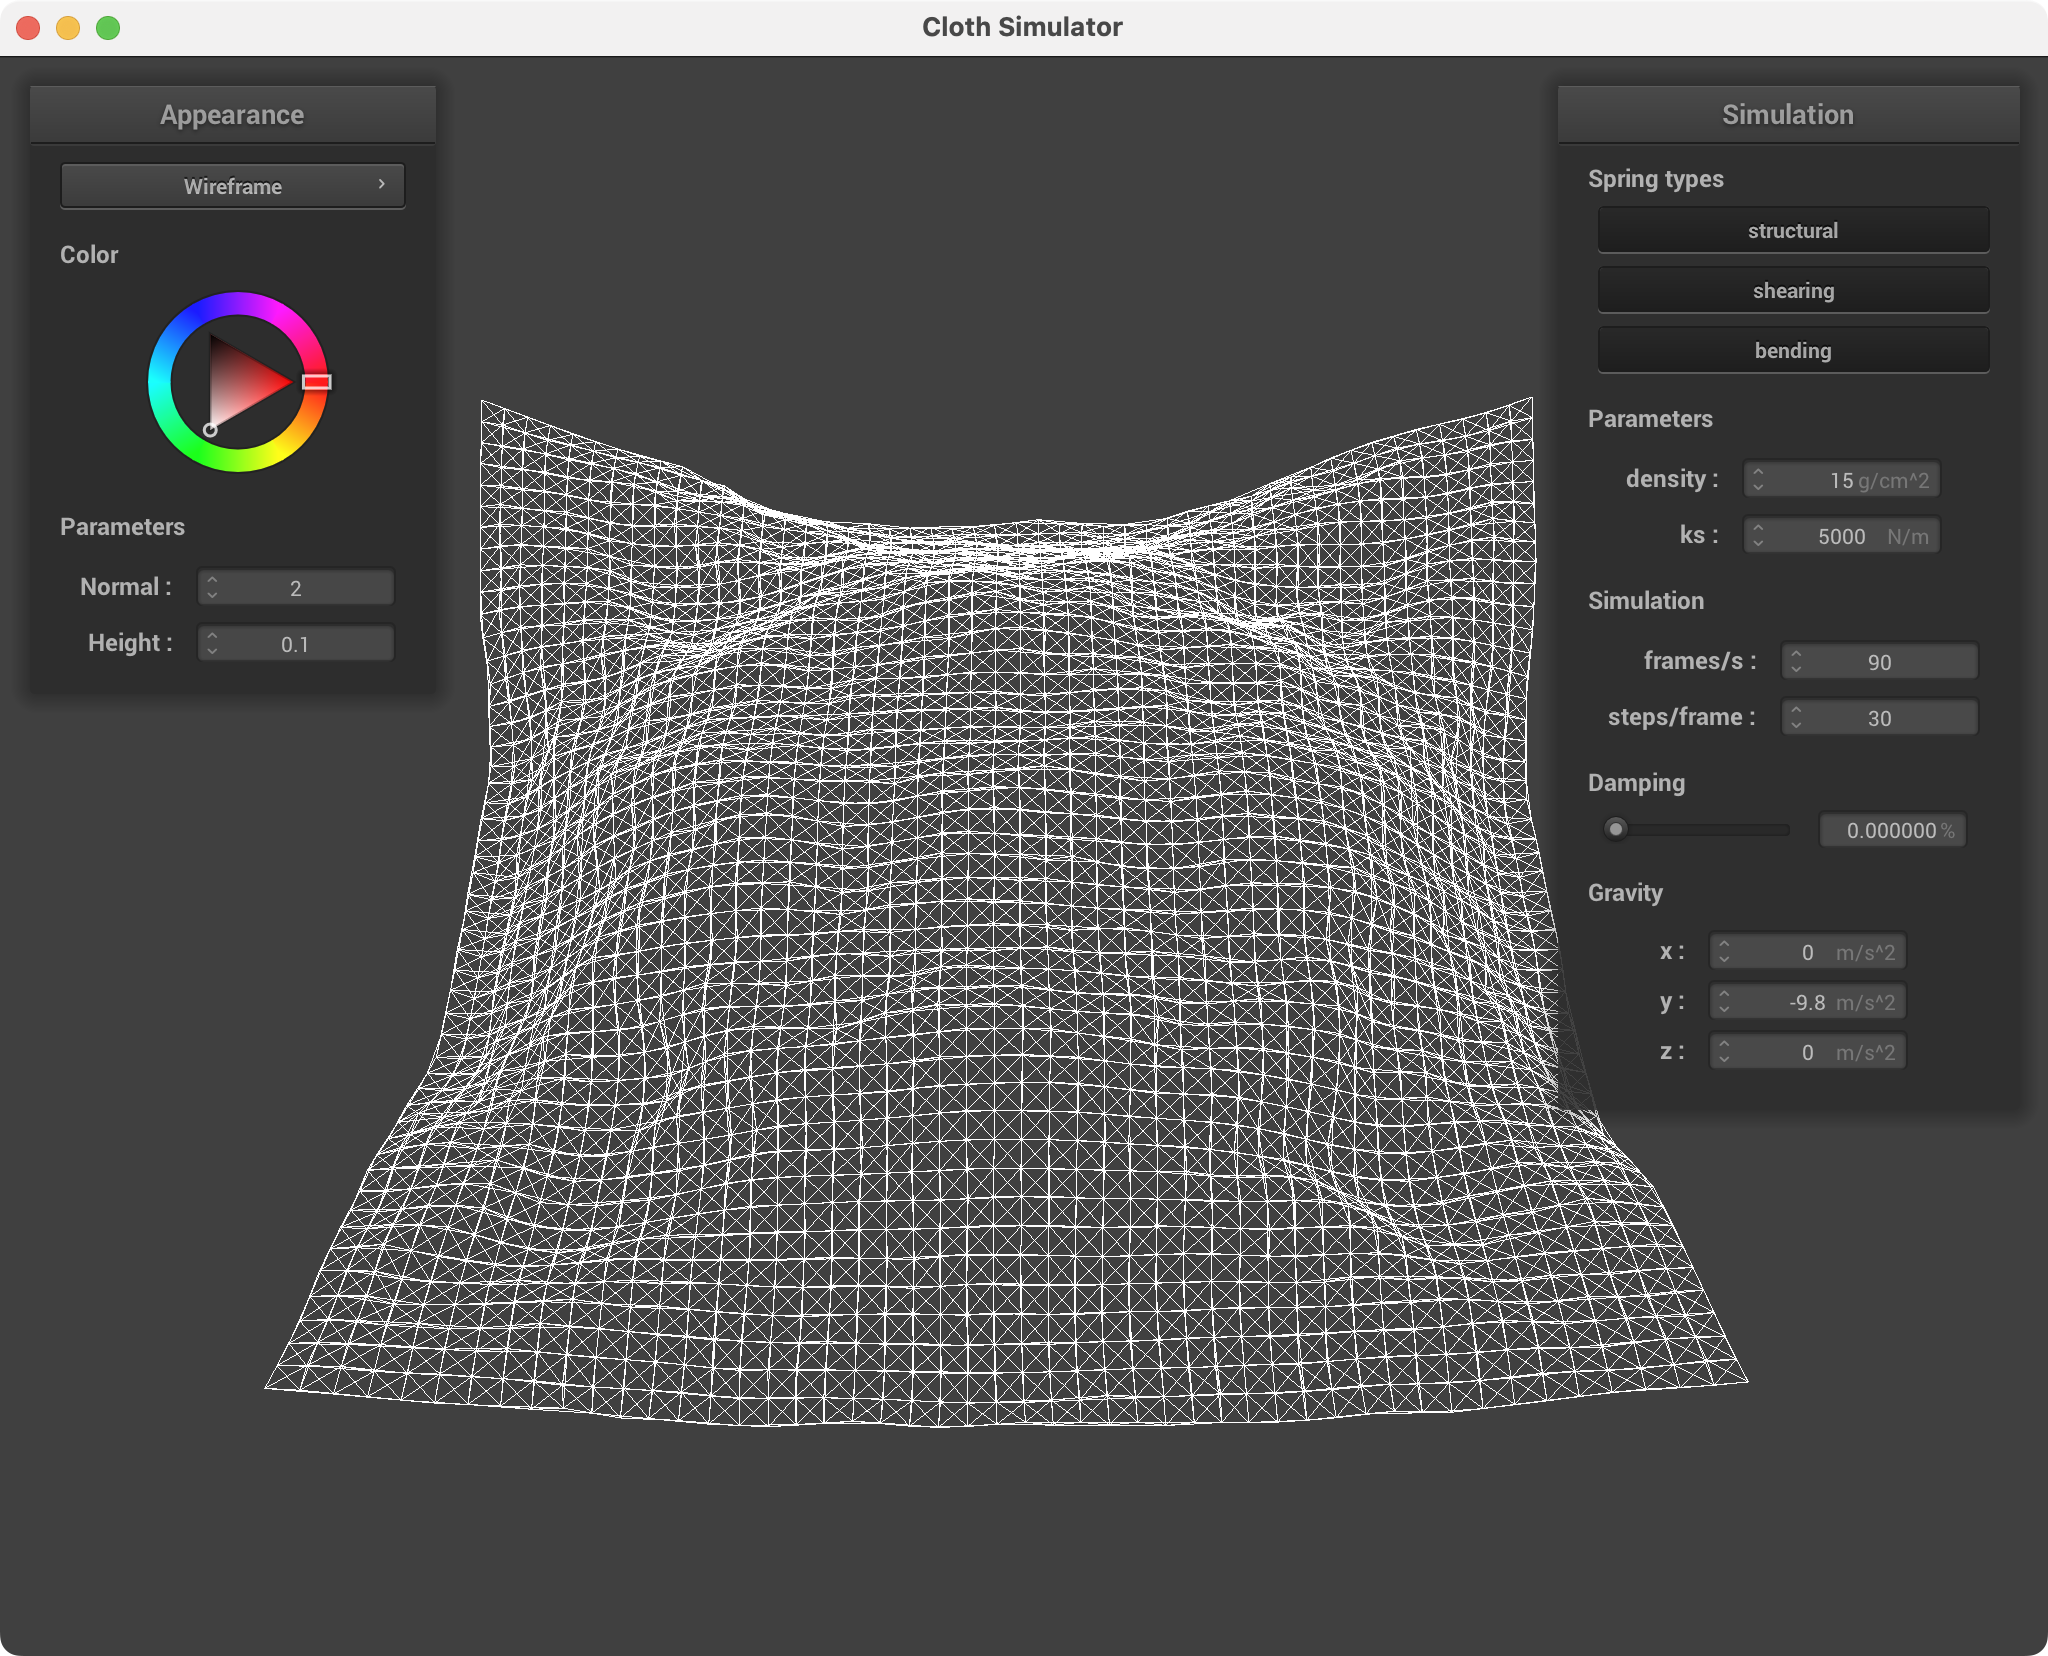 Cloth Simulator
Appearance
Wireframe
Color
Parameters
Normal : 2
Height : 0.1
Simulation
Spring types
structural
shearing
bending
Parameters
density : 15 g/cm^2
ks : 5000 N/m
Simulation
frames/s : 90
steps/frame : 30
Damping
0.000000 %
Gravity
x : 0 m/s^2
y : -9.8 m/s^2
z : 0 m/s^2